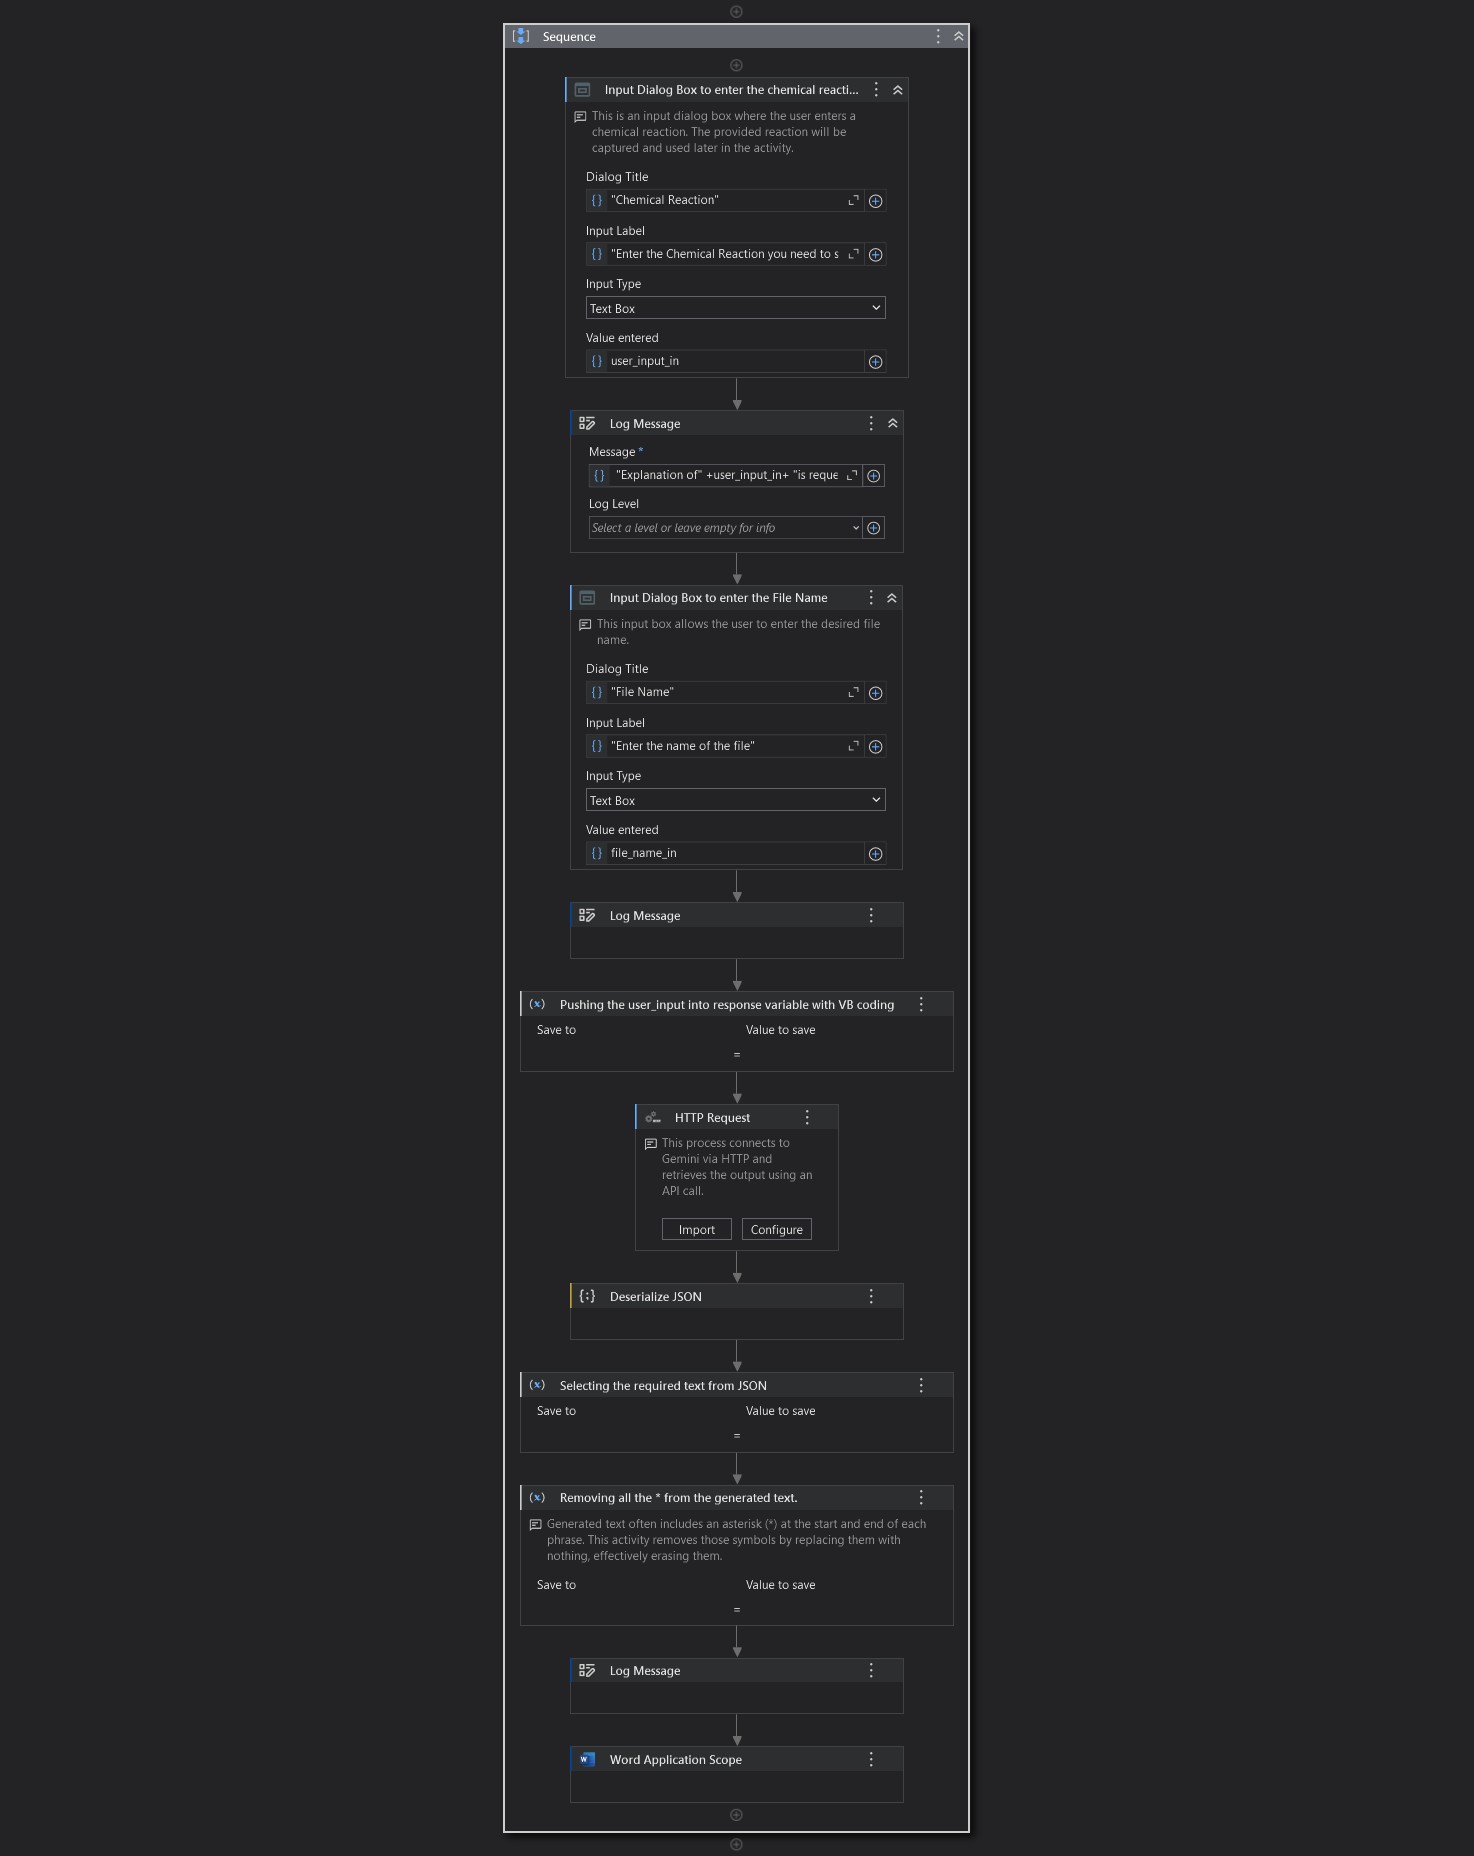 Sequence
Input Dialog Box to enter the chemical reacti...
This is an input dialog box where the user enters a
chemical reaction. The provided reaction will be
captured and used later in the activity.
Dialog Title
"Chemical Reaction"
Input Label
"Enter the Chemical Reaction you need to s
Input Type
Text Box
Value entered
user_input_in
Log Message
Message *
"Explanation of" +user_input_in+ "is reque
Log Level
Select a level or leave empty for info
Input Dialog Box to enter the File Name
This input box allows the user to enter the desired file
name.
Dialog Title
"File Name"
Input Label
"Enter the name of the file"
Input Type
Text Box
Value entered
file_name_in
Log Message
Pushing the user_input into response variable with VB coding
Save to Value to save
=
HTTP Request
This process connects to
Gemini via HTTP and
retrieves the output using an
API call.
Import Configure
Deserialize JSON
Selecting the required text from JSON
Save to Value to save
=
Removing all the * from the generated text.
Generated text often includes an asterisk (*) at the start and end of each
phrase. This activity removes those symbols by replacing them with
nothing, effectively erasing them.
Save to Value to save
=
Log Message
Word Application Scope